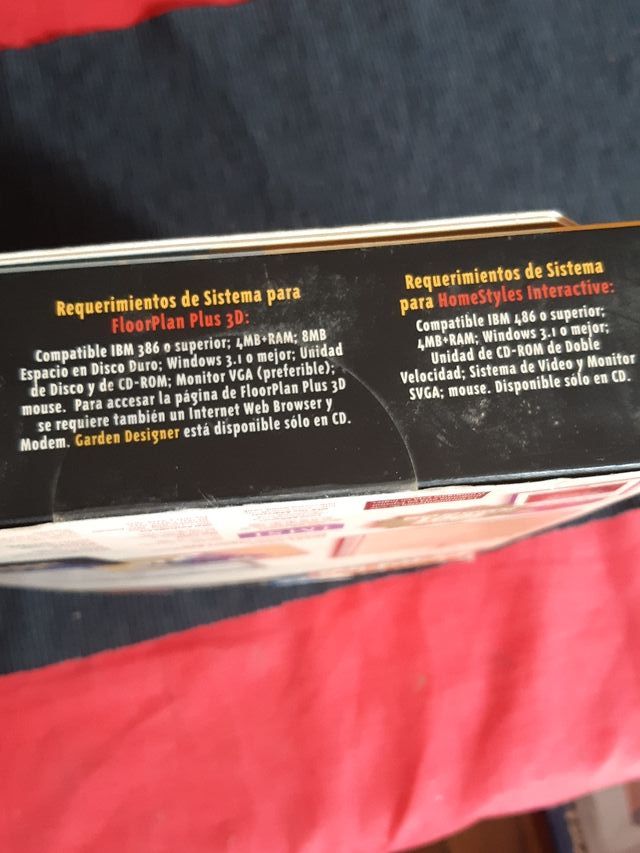 Requerimientos de Sistema para
FloorPlan Plus 3D:
Compatible IBM 386 o superior; 4MB+RAM; 8MB
Espacio en Disco Duro; Windows 3.1 o mejor; Unidad
de Disco y de CD-ROM; Monitor VGA (preferible);
mouse. Para accesar la página de FloorPlan Plus 3D
se requiere también un Internet Web Browser y
Modem. Garden Designer está disponible sólo en CD.
Requerimientos de Sistema
para HomeStyles Interactive:
Compatible IBM 486 o superior;
4MB+RAM; Windows 3.1 o mejor;
Unidad de CD-ROM de Doble
Velocidad; Sistema de Video y Monitor
SVGA; mouse. Disponible sólo en CD.